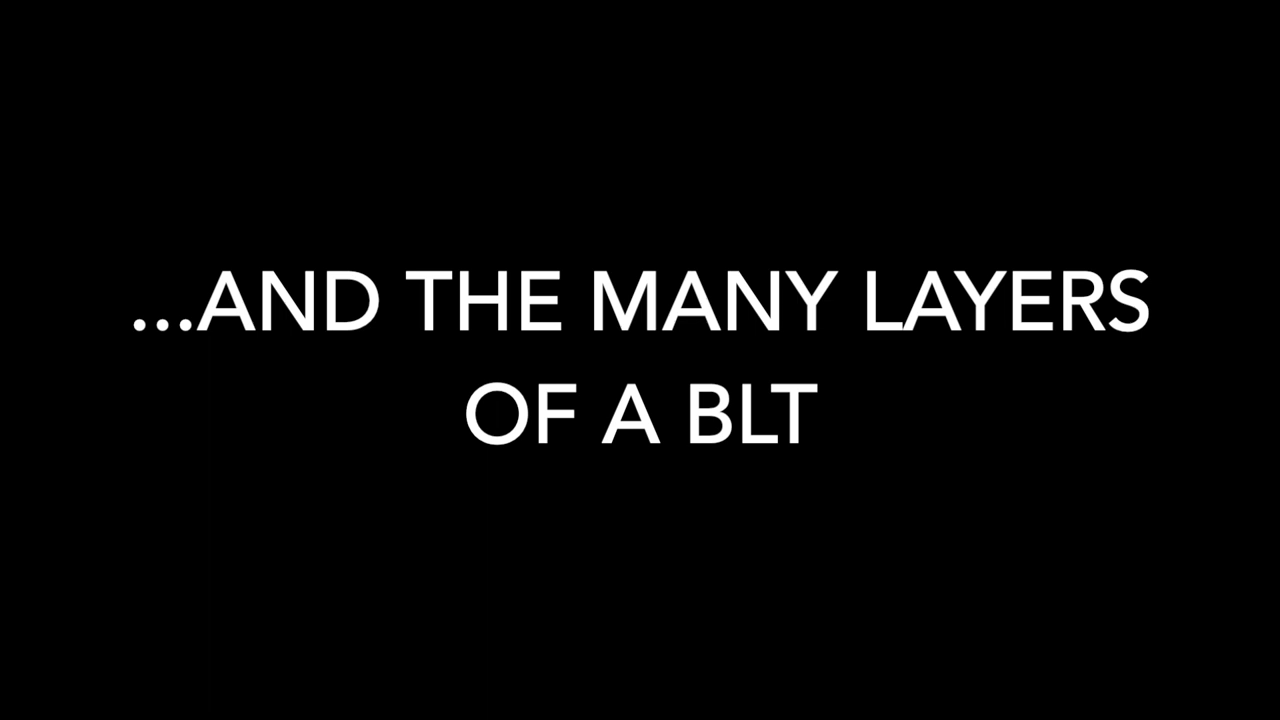 ...AND THE MANY LAYERS
OF A BLT